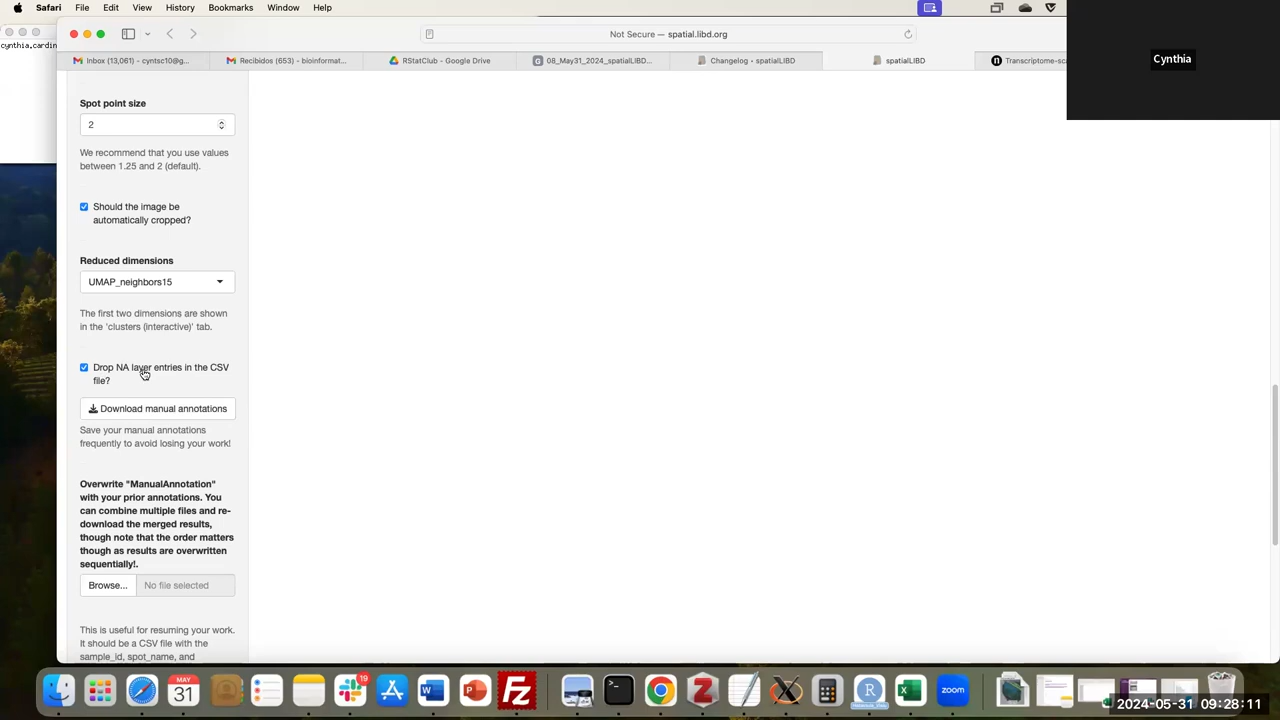 Safari File Edit View History Bookmarks Window Help
cynthia.cardin
Not Secure — spatial.libd.org
Inbox (13,061) – cyntsc10@g...
Recibidos (653) – bioinformat...
RStatClub – Google Drive
08_May31_2024_spatialLIBD...
Changelog • spatialLIBD
spatialLIBD
Transcriptome-sca
Cynthia
Spot point size
2
We recommend that you use values
between 1.25 and 2 (default).
Should the image be
automatically cropped?
Reduced dimensions
UMAP_neighbors15
The first two dimensions are shown
in the 'clusters (interactive)' tab.
Drop NA layer entries in the CSV
file?
Download manual annotations
Save your manual annotations
frequently to avoid losing your work!
Overwrite "ManualAnnotation"
with your prior annotations. You
can combine multiple files and re-
download the merged results,
though note that the order matters
though as results are overwritten
sequentially!.
Browse... No file selected
This is useful for resuming your work.
It should be a CSV file with the
sample_id, spot_name, and
MAY
31
19
zoom
2024-05-31 09:28:11